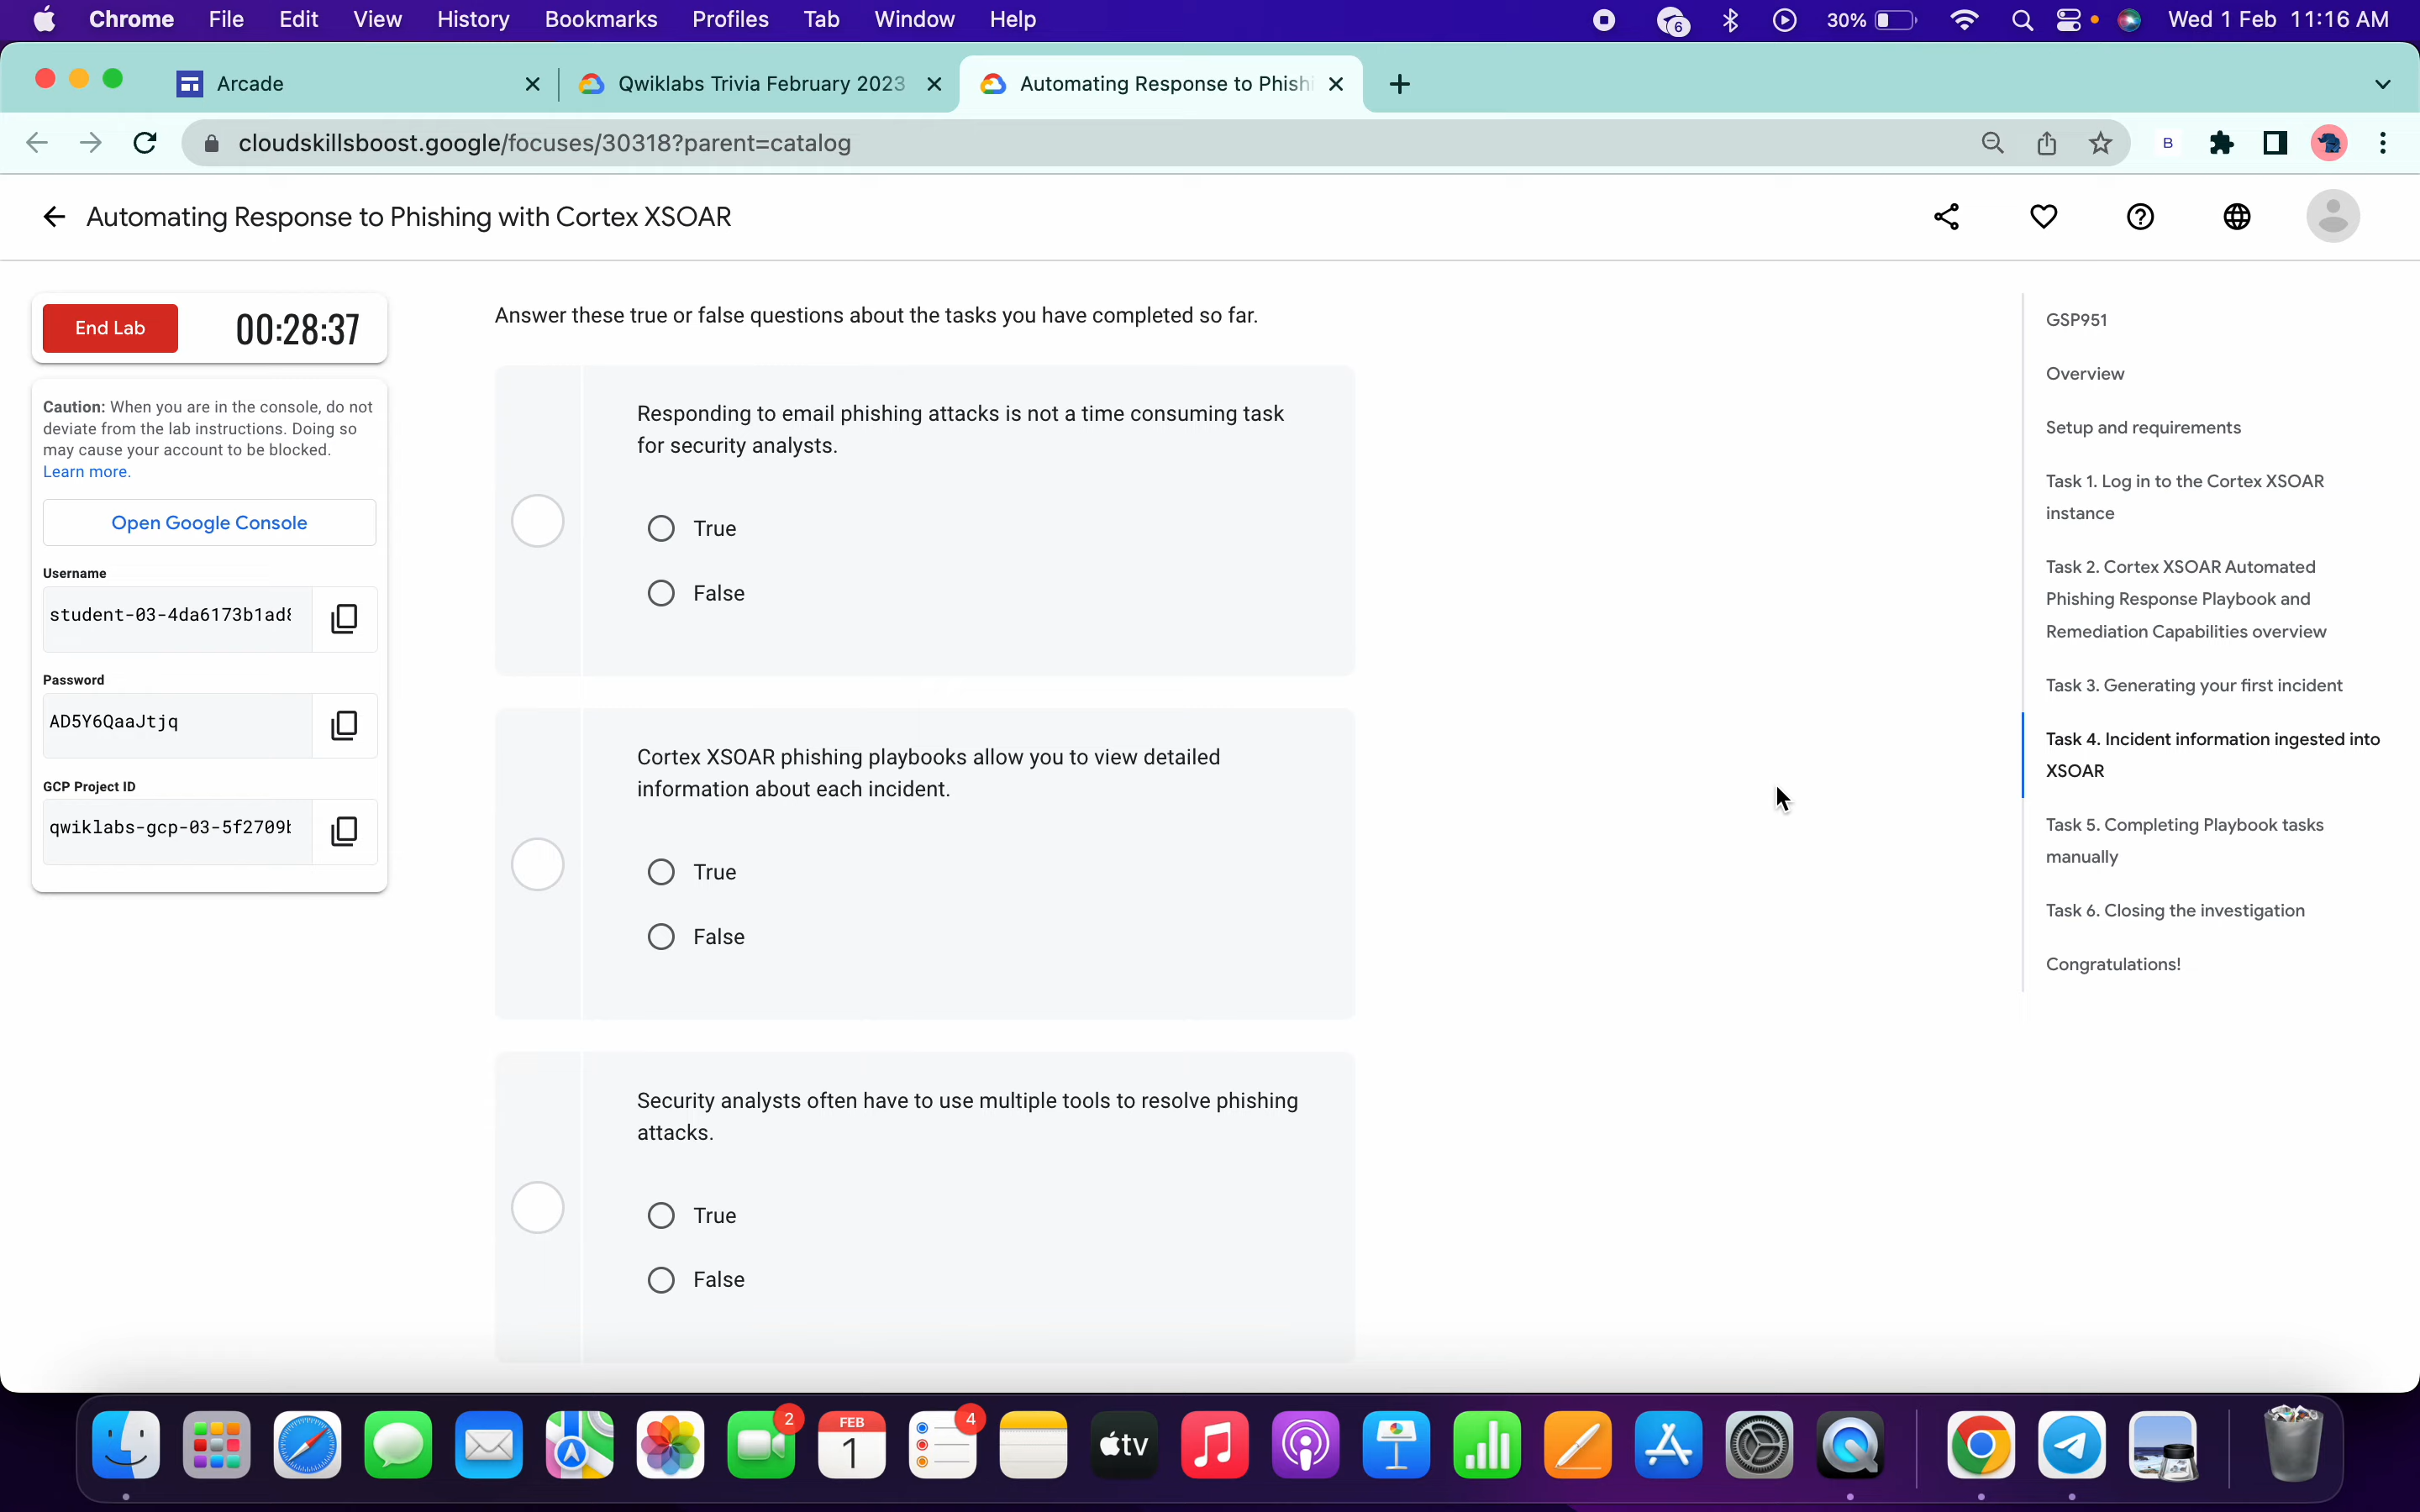 Chrome File Edit View History Bookmarks Profiles Tab Window Help
6 30% Wed 1 Feb 11:16 AM
Arcade
Qwiklabs Trivia February 2023
Automating Response to Phishi
cloudskillsboost.google/focuses/30318?parent=catalog
B
Automating Response to Phishing with Cortex XSOAR
End Lab 00:28:37
Caution: When you are in the console, do not
deviate from the lab instructions. Doing so
may cause your account to be blocked.
Learn more.
Open Google Console
Username
student-03-4da6173b1ad
Password
AD5Y6QaaJtjq
GCP Project ID
qwiklabs-gcp-03-5f2709
Answer these true or false questions about the tasks you have completed so far.
Responding to email phishing attacks is not a time consuming task
for security analysts.
True
False
Cortex XSOAR phishing playbooks allow you to view detailed
information about each incident.
True
False
Security analysts often have to use multiple tools to resolve phishing
attacks.
True
False
GSP951
Overview
Setup and requirements
Task 1. Log in to the Cortex XSOAR
instance
Task 2. Cortex XSOAR Automated
Phishing Response Playbook and
Remediation Capabilities overview
Task 3. Generating your first incident
Task 4. Incident information ingested into
XSOAR
Task 5. Completing Playbook tasks
manually
Task 6. Closing the investigation
Congratulations!
2
FEB
1
4
tv